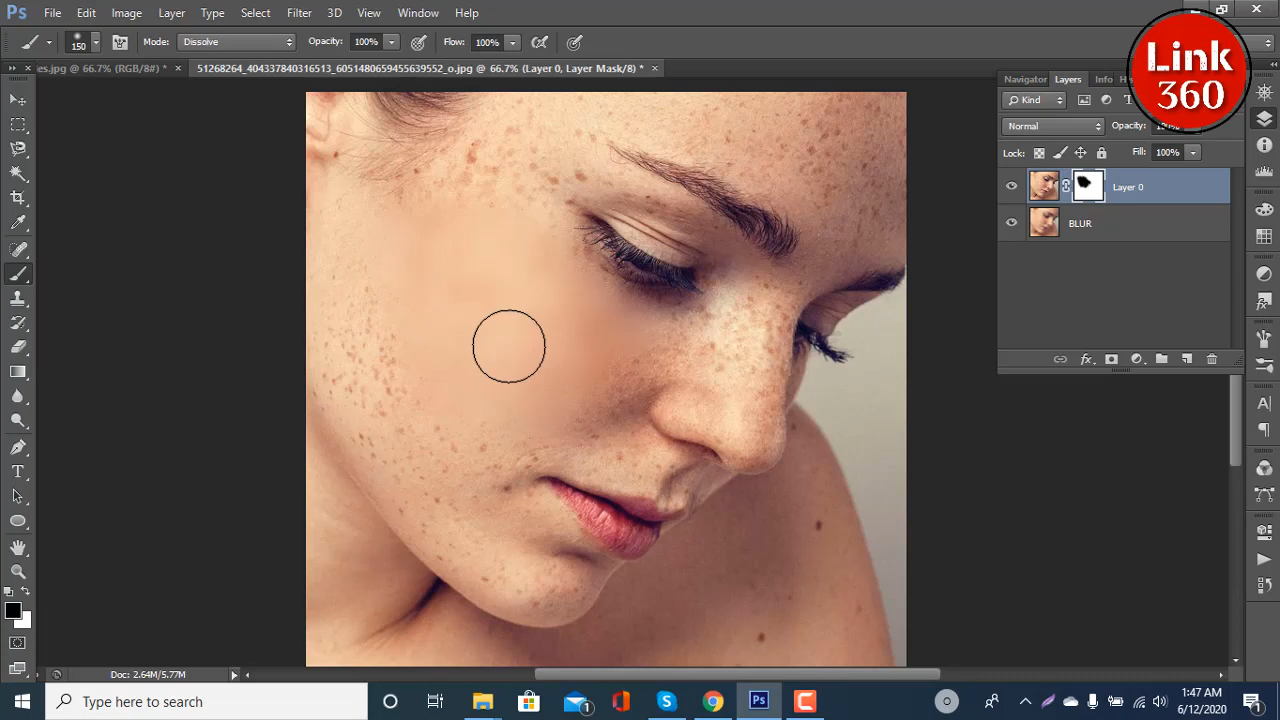 Ps File Edit Image Layer Type Select Filter 3D View Window Help
150 Mode: Dissolve Opacity: 100% Flow: 100%
es.jpg @ 66.7% (RGB/8#) * × 51268264_404337840316513_6051480659455639552_o.jpg @ 66.7% (Layer 0, Layer Mask/8) * ×
Link
360
Navigator Layers Info
Kind
Normal Opacity:
Lock: Fill: 100%
Layer 0
BLUR
Doc: 2.64M/5.77M
Type here to search
1
Ps
1:47 AM
6/12/2020
1